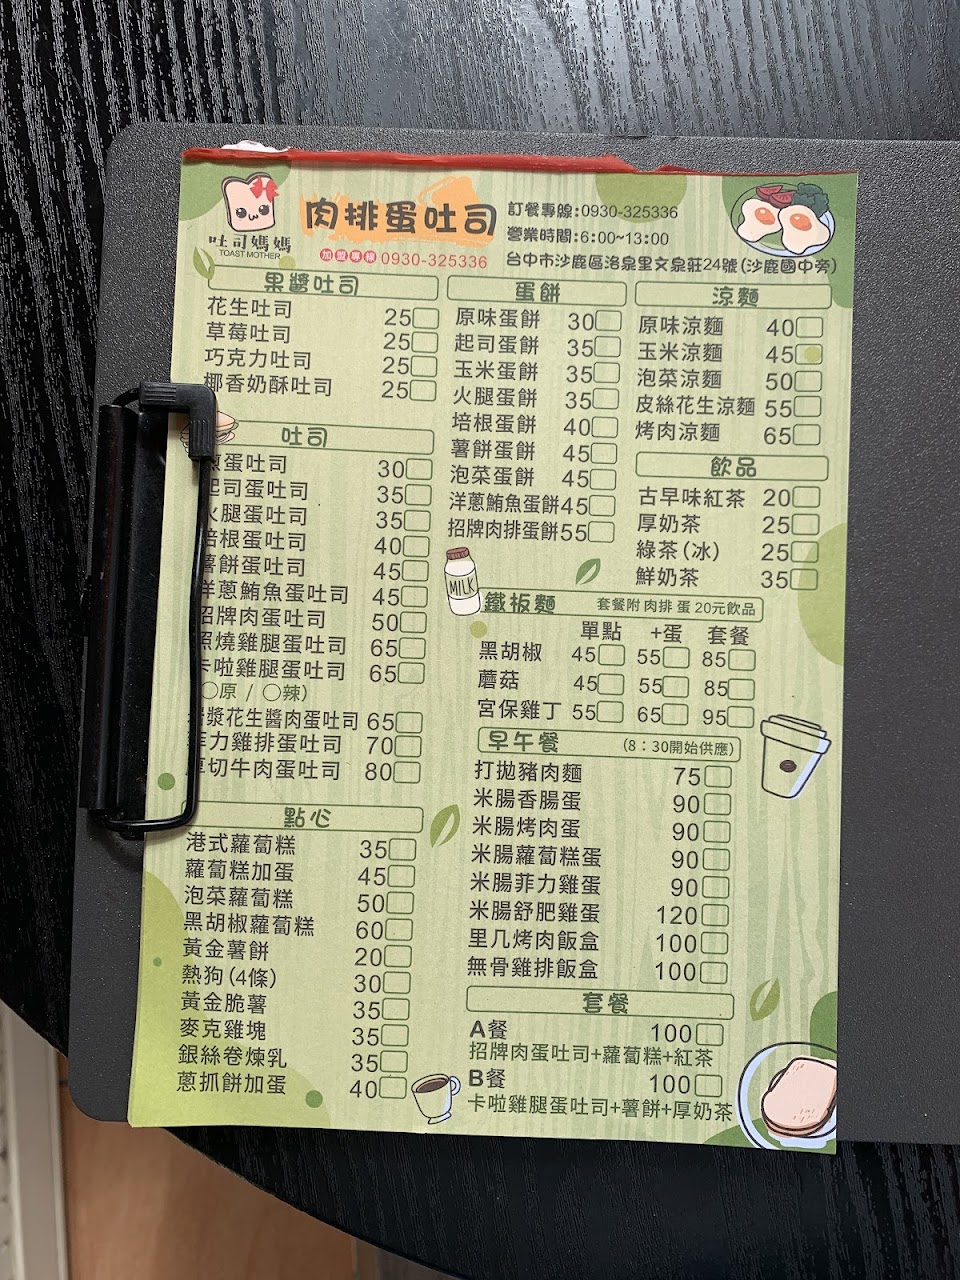 吐司媽媽
TOAST MOTHER
肉排蛋吐司
加盟專線 0930-325336
訂餐專線:0930-325336
營業時間:6:00~13:00
台中市沙鹿區洛泉里文泉莊24號(沙鹿國中旁)
果醬吐司
花生吐司 25
草莓吐司 25
巧克力吐司 25
椰香奶酥吐司 25
吐司
蛋吐司 30
起司蛋吐司 35
火腿蛋吐司 35
培根蛋吐司 40
薯餅蛋吐司 45
洋蔥鮪魚蛋吐司 45
招牌肉蛋吐司 50
照燒雞腿蛋吐司 65
卡啦雞腿蛋吐司 65
○原 / ○辣)
漿花生醬肉蛋吐司 65
菲力雞排蛋吐司 70
厚切牛肉蛋吐司 80
點心
港式蘿蔔糕 35
蘿蔔糕加蛋 45
泡菜蘿蔔糕 50
黑胡椒蘿蔔糕 60
黃金薯餅 20
熱狗(4條) 30
黃金脆薯 35
麥克雞塊 35
銀絲卷煉乳 35
蔥抓餅加蛋 40
蛋餅
原味蛋餅 30
起司蛋餅 35
玉米蛋餅 35
火腿蛋餅 35
培根蛋餅 40
薯餅蛋餅 45
泡菜蛋餅 45
洋蔥鮪魚蛋餅 45
招牌肉排蛋餅 55
涼麵
原味涼麵 40
玉米涼麵 45
泡菜涼麵 50
皮絲花生涼麵 55
烤肉涼麵 65
飲品
古早味紅茶 20
厚奶茶 25
綠茶(冰) 25
鮮奶茶 35
MILK
鐵板麵 套餐附 肉排 蛋 20元飲品
單點 +蛋 套餐
黑胡椒 45 55 85
蘑菇 45 55 85
宮保雞丁 55 65 95
早午餐 (8:30開始供應)
打拋豬肉麵 75
米腸香腸蛋 90
米腸烤肉蛋 90
米腸蘿蔔糕蛋 90
米腸菲力雞蛋 90
米腸舒肥雞蛋 120
里几烤肉飯盒 100
無骨雞排飯盒 100
套餐
A餐 100
招牌肉蛋吐司+蘿蔔糕+紅茶
B餐 100
卡啦雞腿蛋吐司+薯餅+厚奶茶